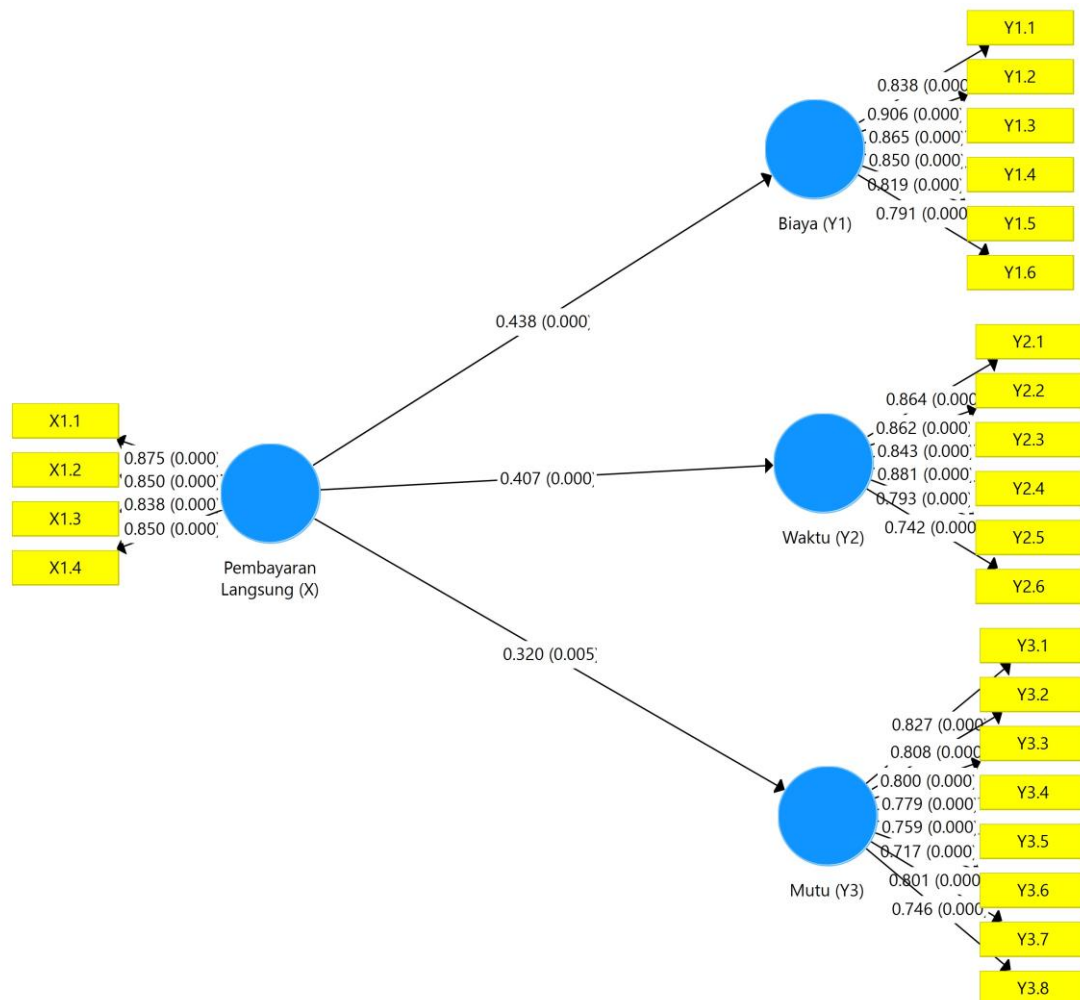 Y1.1
Y1.2
Y1.3
Y1.4
Y1.5
Y1.6
0.838 (0.000
0.906 (0.000)
0.865 (0.000)
0.850 (0.000)
0.819 (0.000)
0.791 (0.000
Biaya (Y1)
0.438 (0.000)
Y2.1
Y2.2
Y2.3
Y2.4
Y2.5
Y2.6
0.864 (0.000
0.862 (0.000)
0.843 (0.000)
0.881 (0.000)
0.793 (0.000)
0.742 (0.000
Waktu (Y2)
0.407 (0.000)
X1.1
X1.2
X1.3
X1.4
0.875 (0.000)
0.850 (0.000)
0.838 (0.000)
0.850 (0.000)
Pembayaran
Langsung (X)
0.320 (0.005)
Y3.1
Y3.2
Y3.3
Y3.4
Y3.5
Y3.6
Y3.7
Y3.8
0.827 (0.000
0.808 (0.000
0.800 (0.000)
0.779 (0.000)
0.759 (0.000)
0.717 (0.000)
0.801 (0.000
0.746 (0.000)
Mutu (Y3)